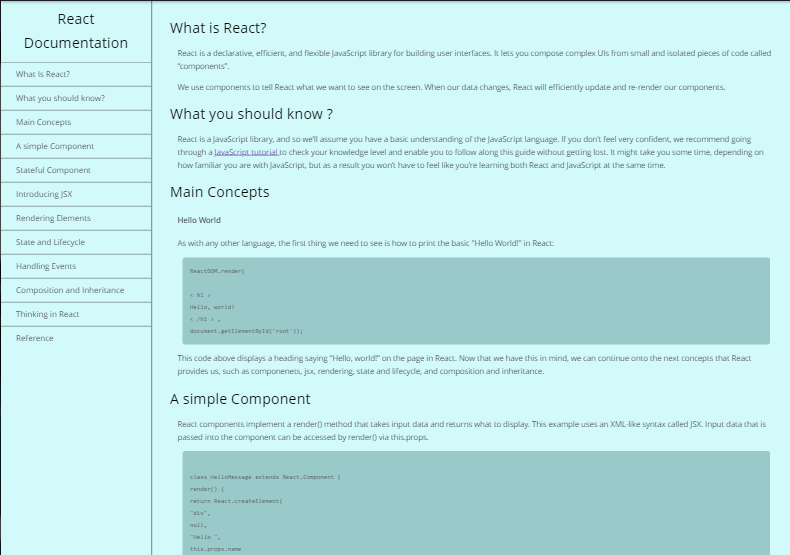 React
Documentation
What Is React?
What you should know?
Main Concepts
A simple Component
Stateful Component
Introducing JSX
Rendering Elements
State and Lifecycle
Handling Events
Composition and Inheritance
Thinking in React
Reference
What is React?
React is a declarative, efficient, and flexible JavaScript library for building user interfaces. It lets you compose complex UIs from small and isolated pieces of code called
“components”.
We use components to tell React what we want to see on the screen. When our data changes, React will efficiently update and re-render our components.
What you should know ?
React is a JavaScript library, and so we’ll assume you have a basic understanding of the JavaScript language. If you don’t feel very confident, we recommend going
through a JavaScript tutorial to check your knowledge level and enable you to follow along this guide without getting lost. It might take you some time, depending on
how familiar you are with JavaScript, but as a result you won’t have to feel like you’re learning both React and JavaScript at the same time.
Main Concepts
Hello World
As with any other language, the first thing we need to see is how to print the basic "Hello World!" in React:
ReactDOM.render(
< h1 >
Hello, world!
< /h1 > ,
document.getElementById('root'));
This code above displays a heading saying “Hello, world!” on the page in React. Now that we have this in mind, we can continue onto the next concepts that React
provides us, such as componenets, jsx, rendering, state and lifecycle, and composition and inheritance.
A simple Component
React components implement a render() method that takes input data and returns what to display. This example uses an XML-like syntax called JSX. Input data that is
passed into the component can be accessed by render() via this.props.
class HelloMessage extends React.Component {
render() {
return React.createElement(
"div",
null,
"Hello ",
this.props.name